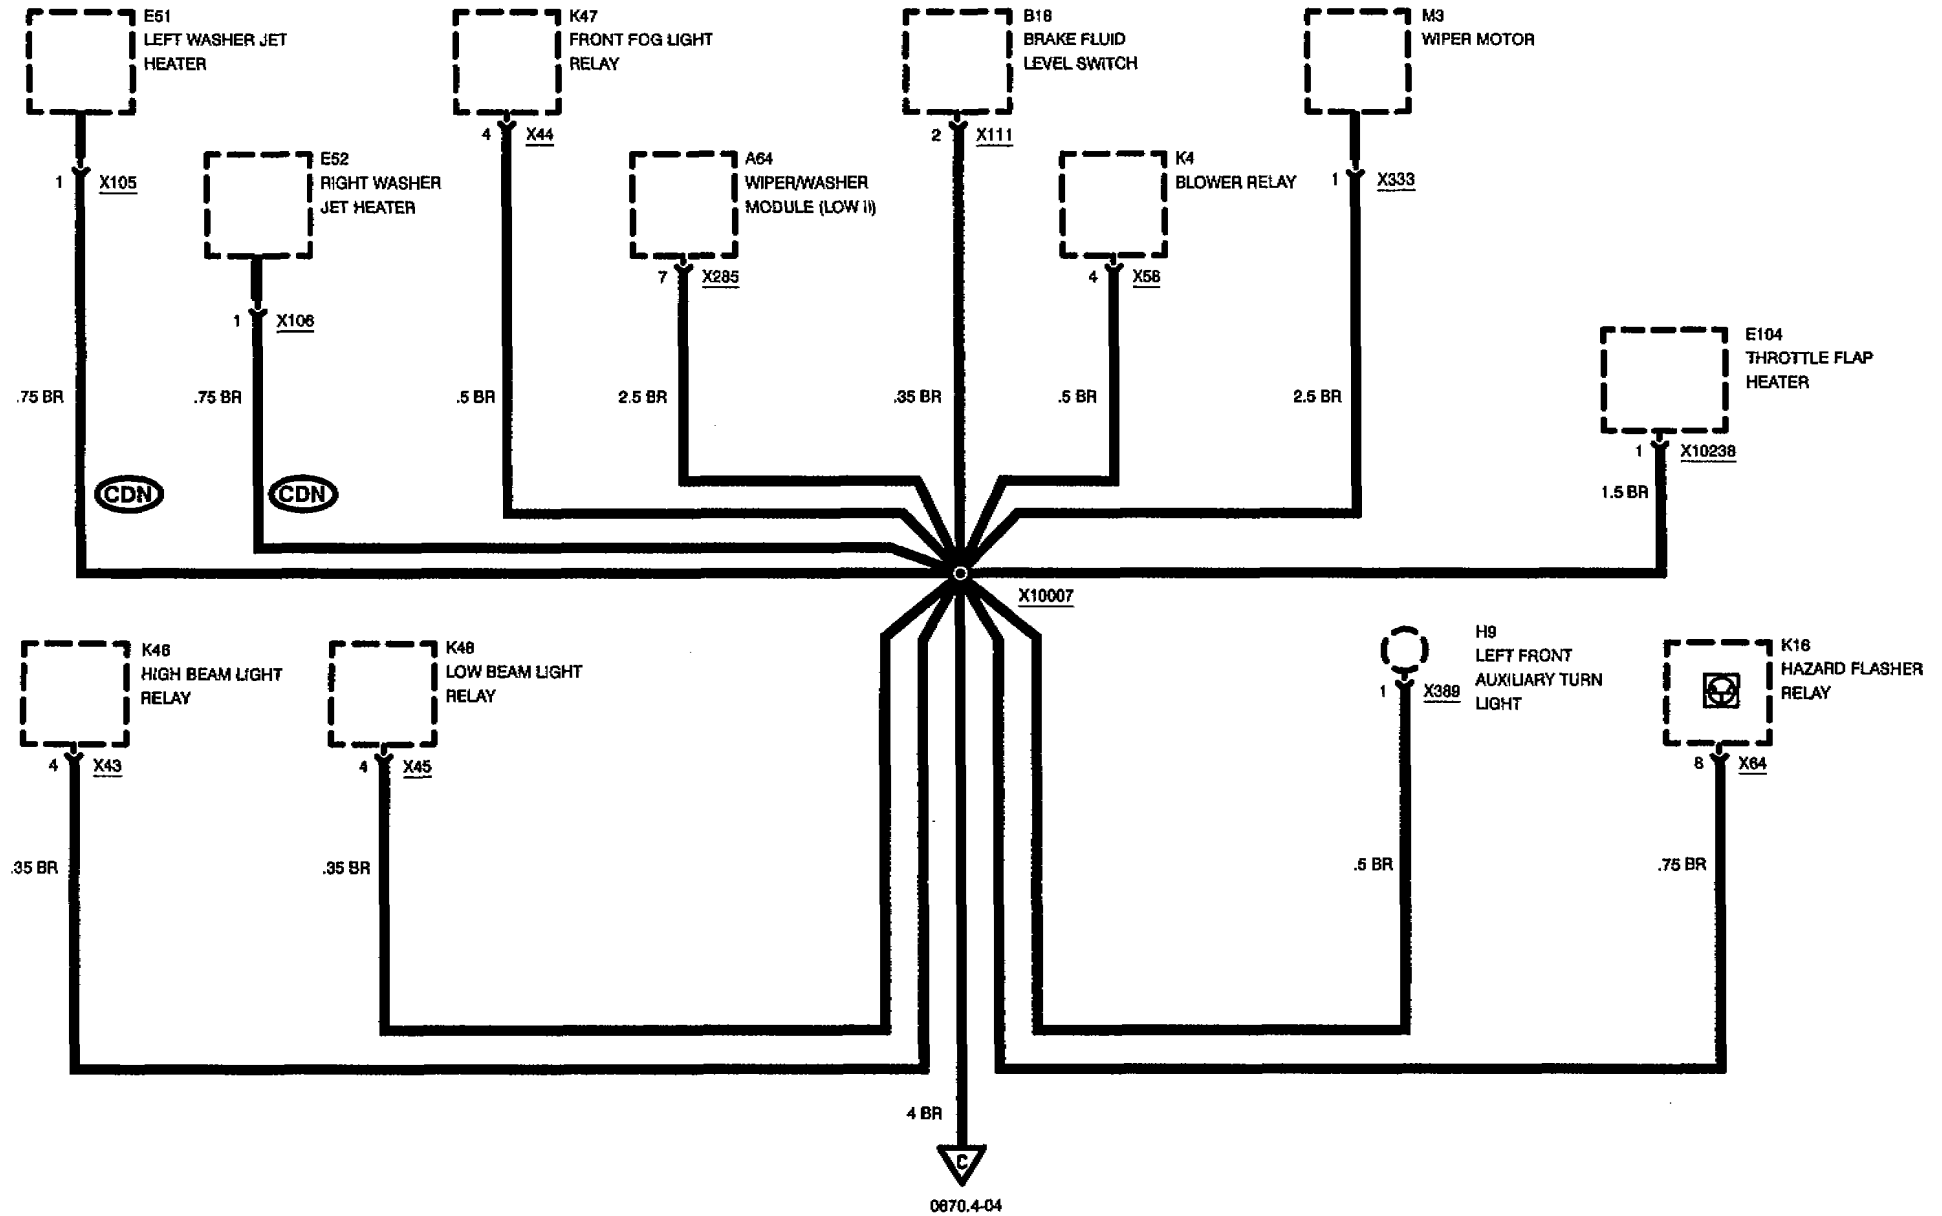 E51
LEFT WASHER JET
HEATER
K47
FRONT FOG LIGHT
RELAY
B18
BRAKE FLUID
LEVEL SWITCH
M3
WIPER MOTOR
4 X44
2 X111
1 X105
E52
RIGHT WASHER
JET HEATER
A64
WIPER/WASHER
MODULE (LOW II)
K4
BLOWER RELAY
1 X333
7 X285
4 X58
1 X106
E104
THROTTLE FLAP
HEATER
.75 BR
.75 BR
.5 BR
2.5 BR
.35 BR
.5 BR
2.5 BR
1 X10238
1.5 BR
CDN
CDN
X10007
K46
HIGH BEAM LIGHT
RELAY
K48
LOW BEAM LIGHT
RELAY
H9
LEFT FRONT
AUXILIARY TURN
LIGHT
K16
HAZARD FLASHER
RELAY
1 X389
4 X43
4 X45
8 X64
.35 BR
.35 BR
.5 BR
.75 BR
4 BR
C
0670.4-04